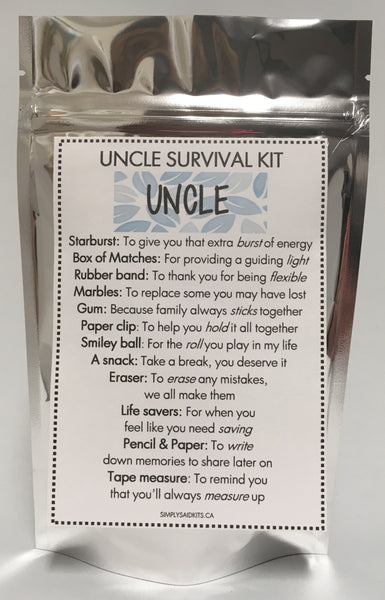 UNCLE SURVIVAL KIT
UNCLE
Starburst: To give you that extra burst of energy
Box of Matches: For providing a guiding light
Rubber band: To thank you for being flexible
Marbles: To replace some you may have lost
Gum: Because family always sticks together
Paper clip: To help you hold it all together
Smiley ball: For the roll you play in my life
A snack: Take a break, you deserve it
Eraser: To erase any mistakes,
we all make them
Life savers: For when you
feel like you need saving
Pencil & Paper: To write
down memories to share later on
Tape measure: To remind you
that you'll always measure up
SIMPLYSAIDKITS.CA